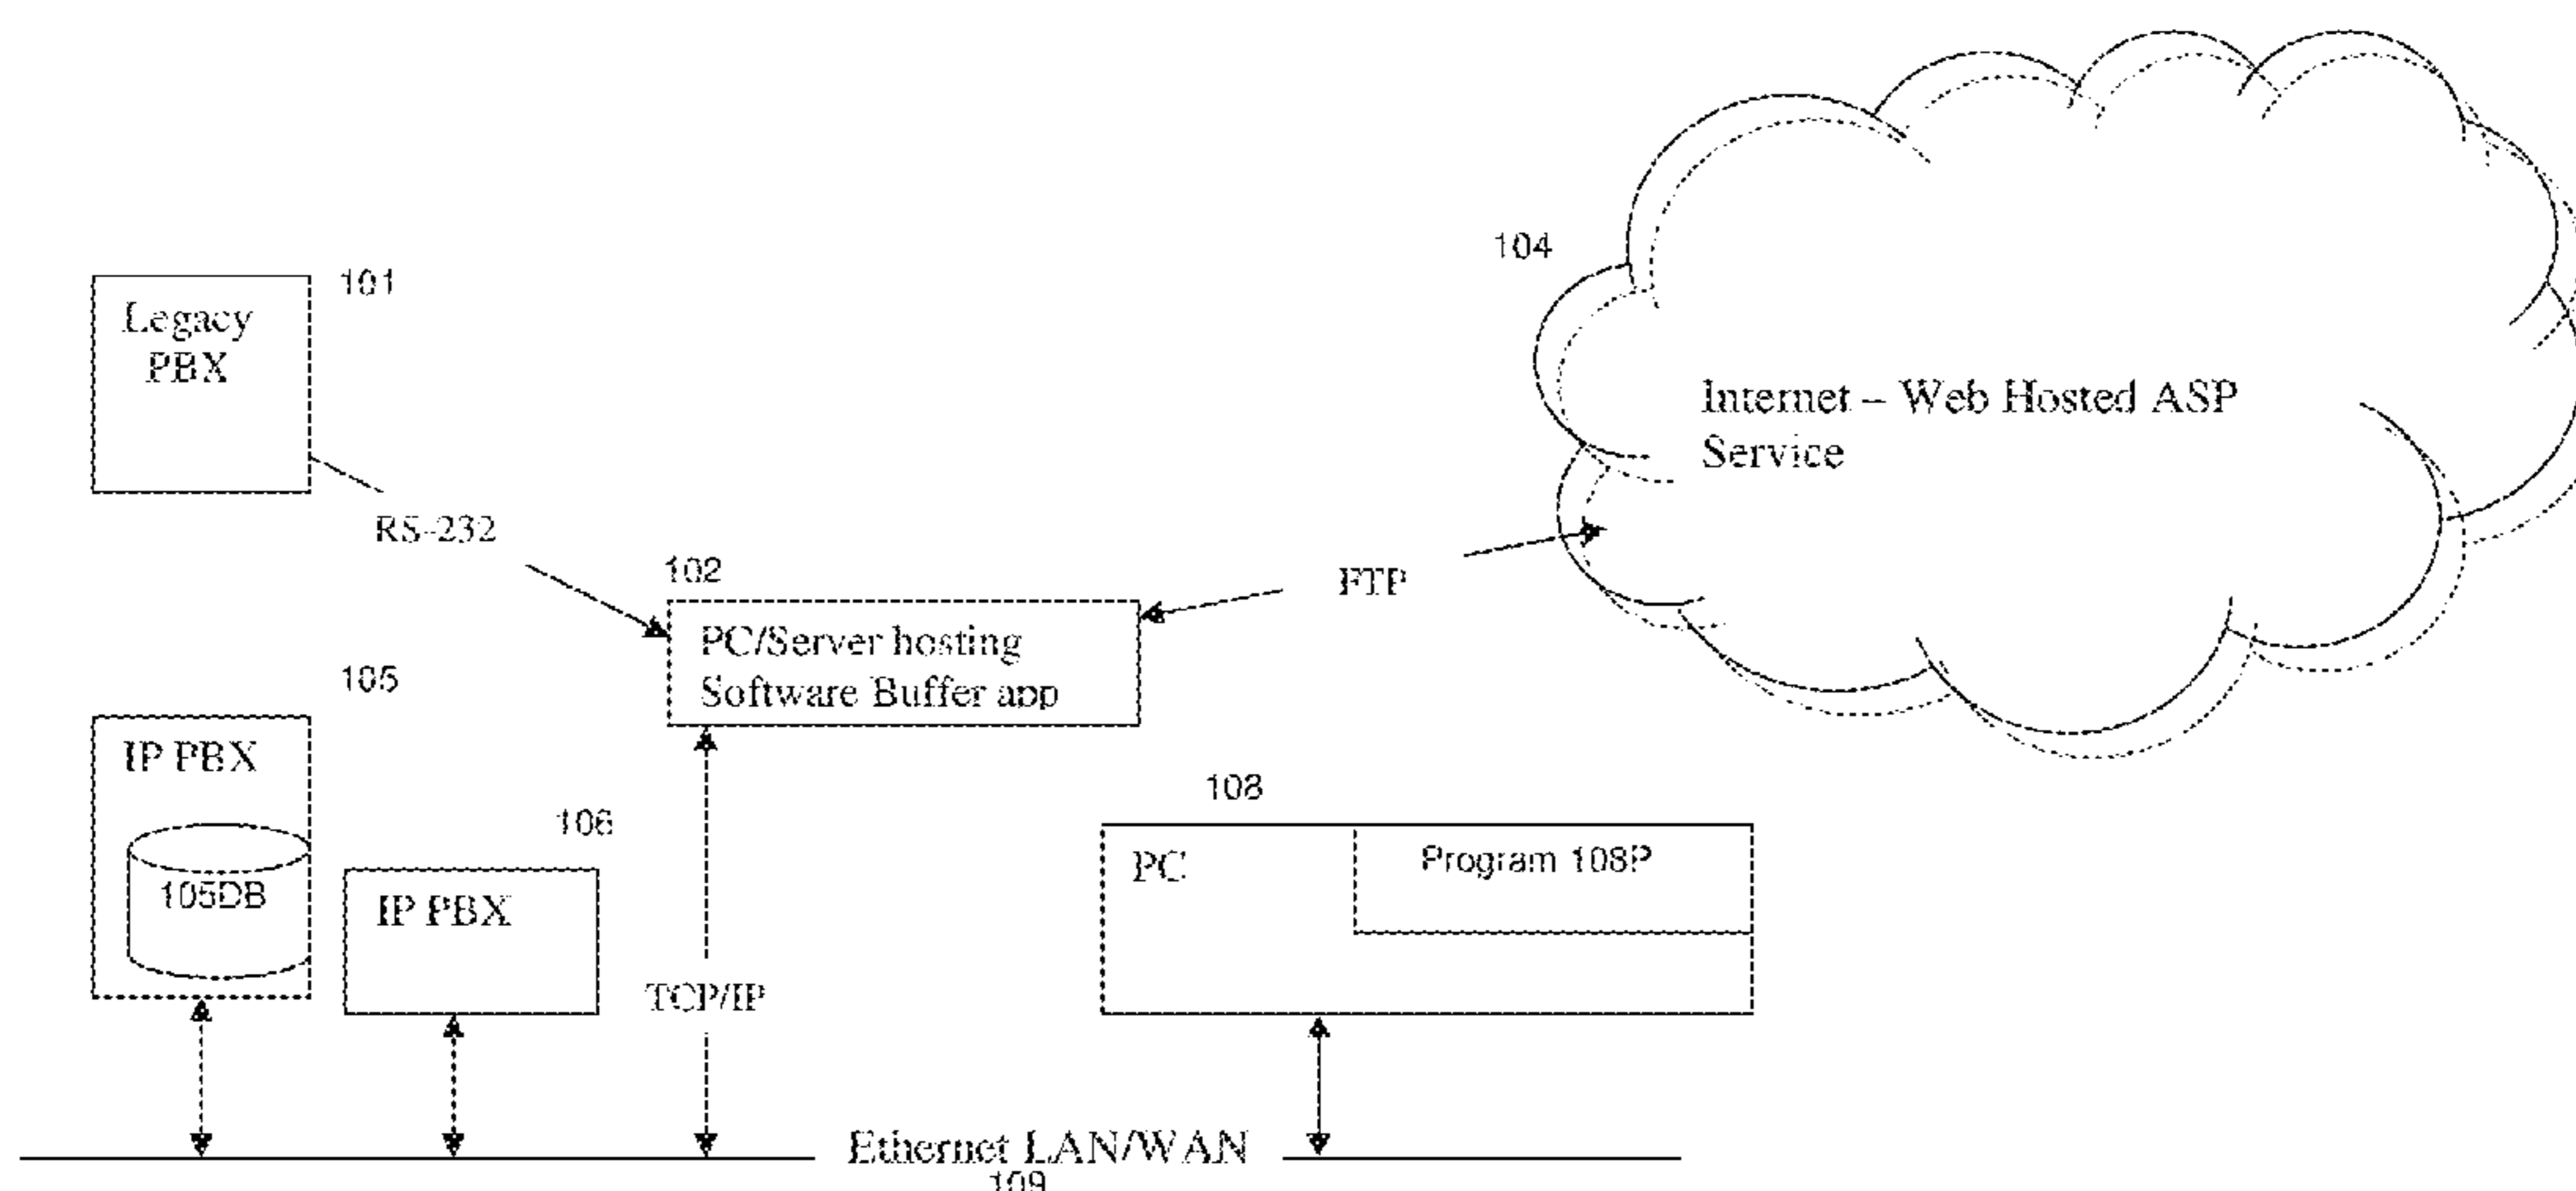 104
101
Legacy
PBX
Internet – Web Hosted ASP
Service
RS-232
102
FTP
PC/Server hosting
Software Buffer app
105
IP PBX
108
106
PC
Program 108P
105DB
IP PBX
TCP/IP
Ethernet LAN/WAN
109